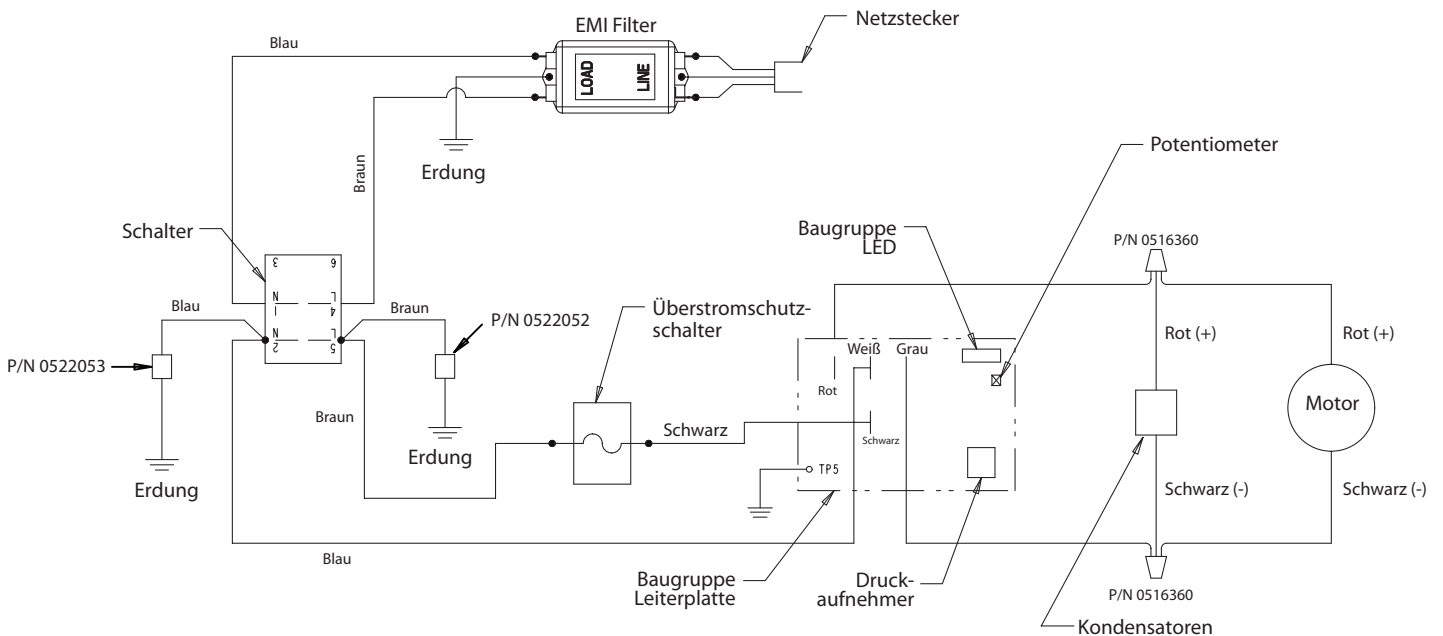 EMI Filter
Netzstecker
Blau
LOAD
LINE
Erdung
Braun
Potentiometer
Schalter
Baugruppe
LED
P/N 0516360
3
6
N
1
L
4
N
2
L
5
Blau
Braun
P/N 0522052
Überstromschutz-
schalter
P/N 0522053
Weiß
Grau
Rot
Rot (+)
Rot (+)
Motor
Braun
Schwarz
Schwarz
Erdung
Erdung
TP5
Schwarz (-)
Schwarz (-)
Blau
Baugruppe
Leiterplatte
Druck-
aufnehmer
P/N 0516360
Kondensatoren